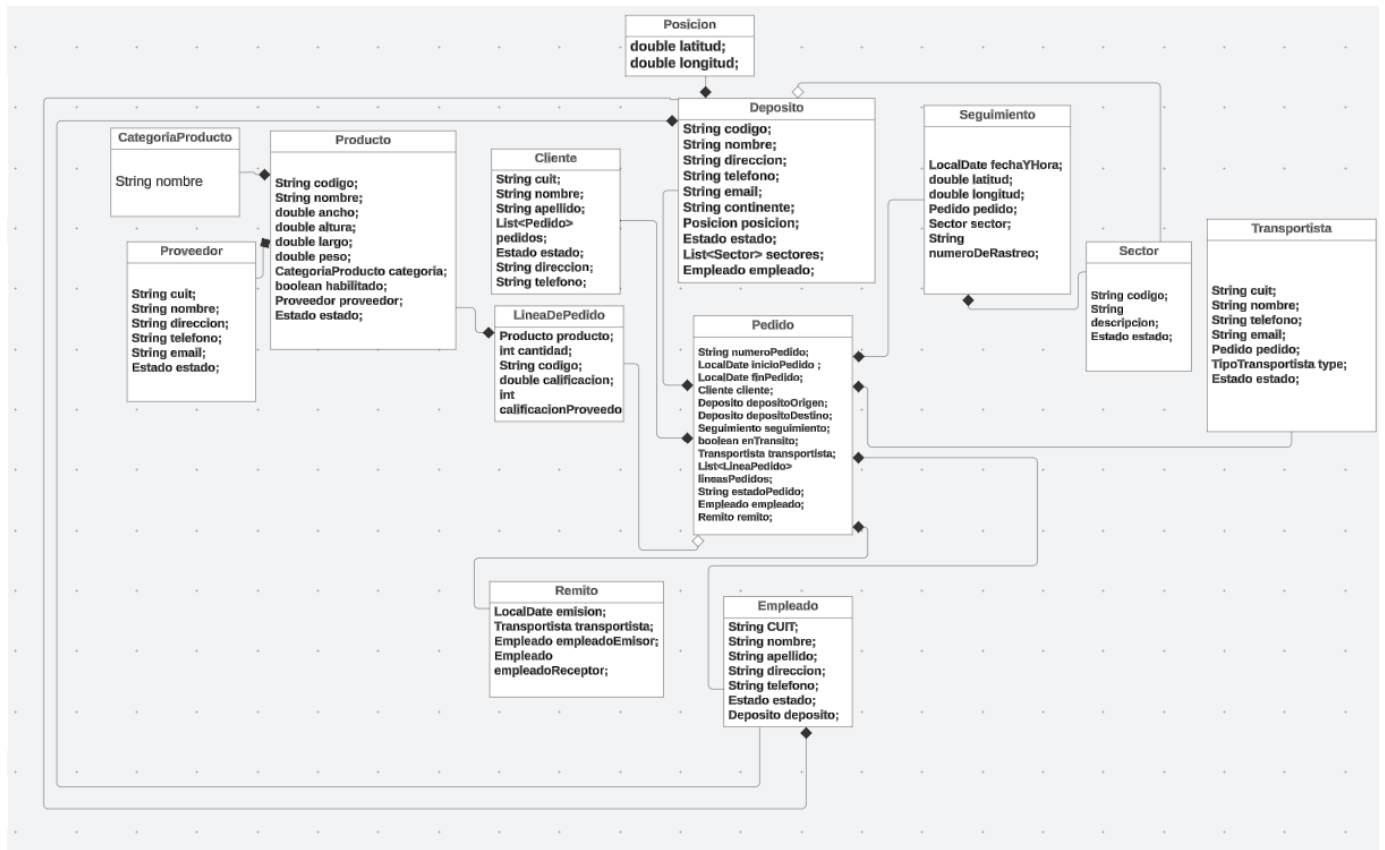 Posicion
double latitud;
double longitud;
Deposito
String codigo;
String nombre;
String direccion;
String telefono;
String email;
String continente;
Posicion posicion;
Estado estado;
List<Sector> sectores;
Empleado empleado;
Seguimiento
LocalDate fechaYHora;
double latitud;
double longitud;
Pedido pedido;
Sector sector;
String
numeroDeRastreo;
CategoriaProducto
String nombre
Producto
String codigo;
String nombre;
double ancho;
double altura;
double largo;
double peso;
CategoriaProducto categoria;
boolean habilitado;
Proveedor proveedor;
Estado estado;
Cliente
String cuit;
String nombre;
String apellido;
List<Pedido>
pedidos;
Estado estado;
String direccion;
String telefono;
Transportista
String cuit;
String nombre;
String telefono;
String email;
Pedido pedido;
TipoTransportista type;
Estado estado;
Proveedor
String cuit;
String nombre;
String direccion;
String telefono;
String email;
Estado estado;
Sector
String codigo;
String
descripcion;
Estado estado;
LineaDePedido
Producto producto;
int cantidad;
String codigo;
double calificacion;
int
calificacionProveedo
Pedido
String numeroPedido;
LocalDate inicioPedido ;
LocalDate finPedido;
Cliente cliente;
Deposito depositoOrigen;
Deposito depositoDestino;
Seguimiento seguimiento;
boolean enTransito;
Transportista transportista;
List<LineaPedido>
lineasPedidos;
String estadoPedido;
Empleado empleado;
Remito remito;
Remito
LocalDate emision;
Transportista transportista;
Empleado empleadoEmisor;
Empleado
empleadoReceptor;
Empleado
String CUIT;
String nombre;
String apellido;
String direccion;
String telefono;
Estado estado;
Deposito deposito;